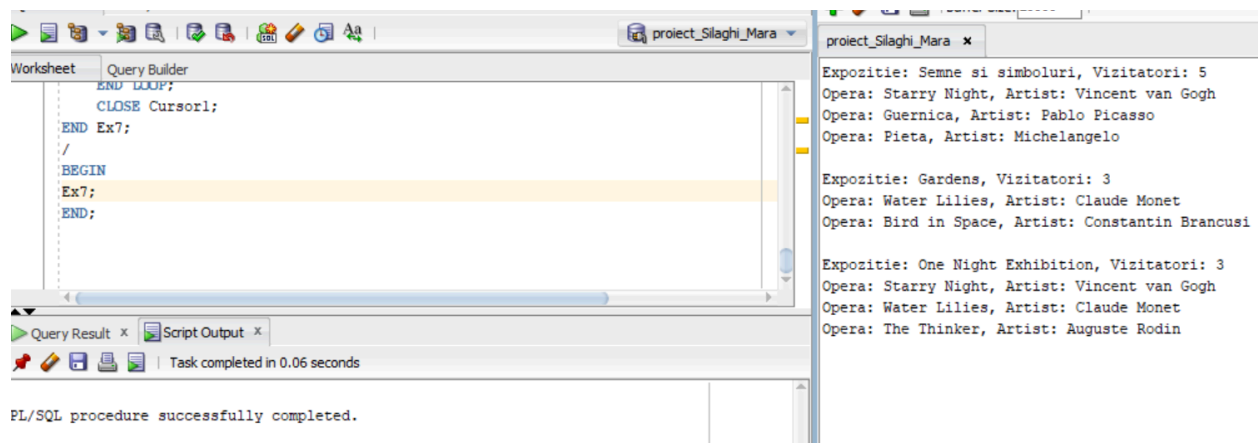 proiect_Silaghi_Mara
Worksheet Query Builder
END LOOP;
CLOSE Cursor1;
END Ex7;
/
BEGIN
Ex7;
END;
Query Result x Script Output x
Task completed in 0.06 seconds
PL/SQL procedure successfully completed.
proiect_Silaghi_Mara x
Expozitie: Semne si simboluri, Vizitatori: 5
Opera: Starry Night, Artist: Vincent van Gogh
Opera: Guernica, Artist: Pablo Picasso
Opera: Pieta, Artist: Michelangelo
Expozitie: Gardens, Vizitatori: 3
Opera: Water Lilies, Artist: Claude Monet
Opera: Bird in Space, Artist: Constantin Brancusi
Expozitie: One Night Exhibition, Vizitatori: 3
Opera: Starry Night, Artist: Vincent van Gogh
Opera: Water Lilies, Artist: Claude Monet
Opera: The Thinker, Artist: Auguste Rodin